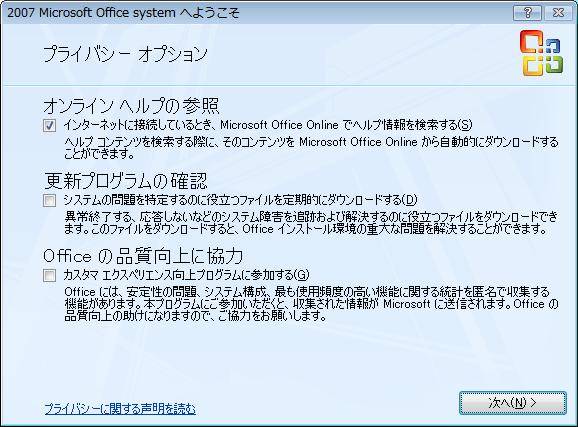 2007 Microsoft Office system へようこそ
プライバシー オプション
オンライン ヘルプの参照
インターネットに接続しているとき、Microsoft Office Online でヘルプ情報を検索する(S)
ヘルプ コンテンツを検索する際に、そのコンテンツを Microsoft Office Online から自動的にダウンロードする
ことができます。
更新プログラムの確認
システムの問題を特定するのに役立つファイルを定期的にダウンロードする(D)
異常終了する、応答しないなどのシステム障害を追跡および解決するのに役立つファイルをダウンロードでき
ます。このファイルをダウンロードすると、Office インストール環境の重大な問題を解決することができます。
Office の品質向上に協力
カスタマ エクスペリエンス向上プログラムに参加する(G)
Office には、安定性の問題、システム構成、最も使用頻度の高い機能に関する統計を匿名で収集する
機能があります。本プログラムにご参加いただくと、収集された情報が Microsoft に送信されます。Office の
品質向上の助けになりますので、ご協力をお願いします。
プライバシーに関する声明を読む
次へ(N) >